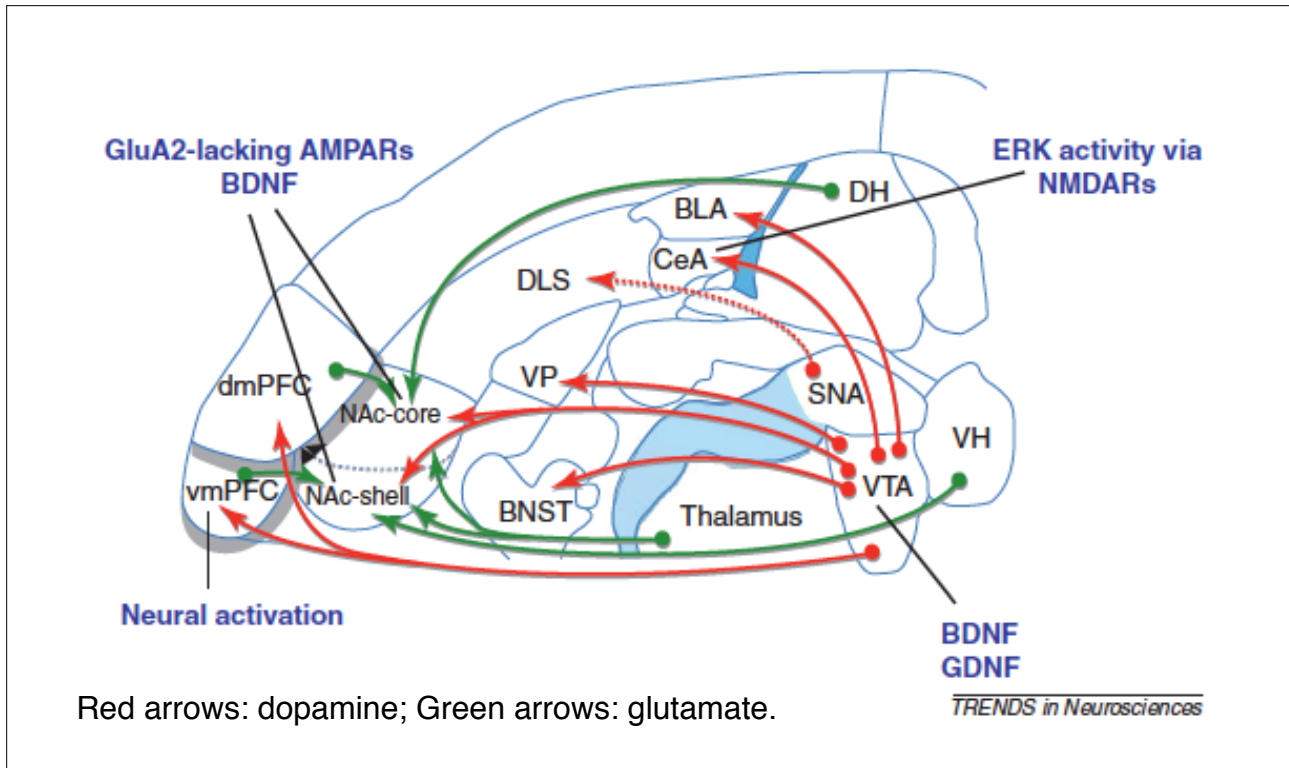 GluA2-lacking AMPARs
BDNF
ERK activity via
NMDARs
DH
BLA
CeA
DLS
dmPFC
VP
SNA
NAc-core
VH
vmPFC
NAc-shell
VTA
BNST
Thalamus
Neural activation
BDNF
GDNF
Red arrows: dopamine; Green arrows: glutamate.
TRENDS in Neurosciences